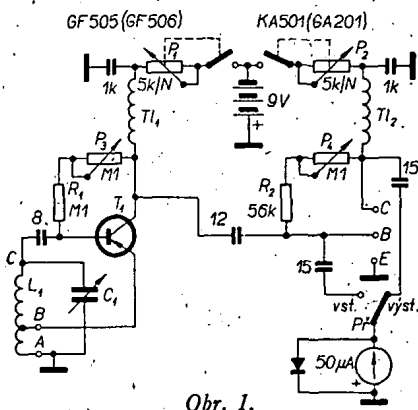 GF505 (GF506)
KA501 (GA201)
P1
P2
1k
5k/N
9V
+
5k/N
1k
Tl1
Tl2
P3
M1
P4
M1
R1
M1
R2
56k
15
8
T1
12
C
B
E
15
C
L1
C1
B
A
vst.
výst.
Př
50μA
+
Obr. 1.